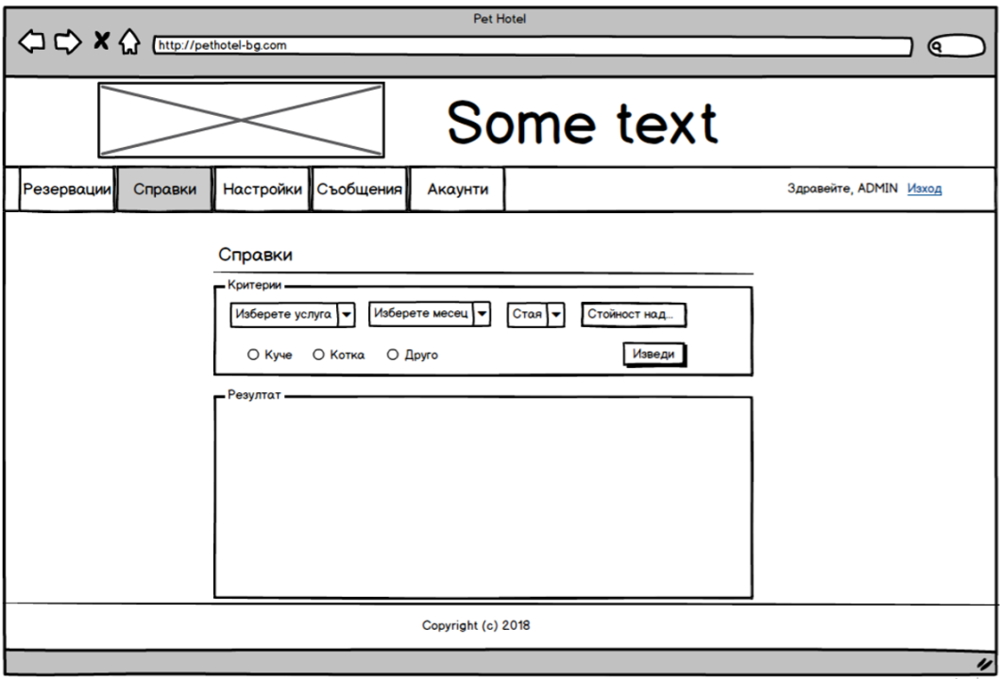 Pet Hotel
http://pethotel-bg.com
Some text
Резервации Справки Настройки Съобщения Акаунти Здравейте, ADMIN Изход
Справки
Критерии
Изберете услуга Изберете месец Стая Стойност над...
Куче Котка Друго Изведи
Резултат
Copyright (c) 2018